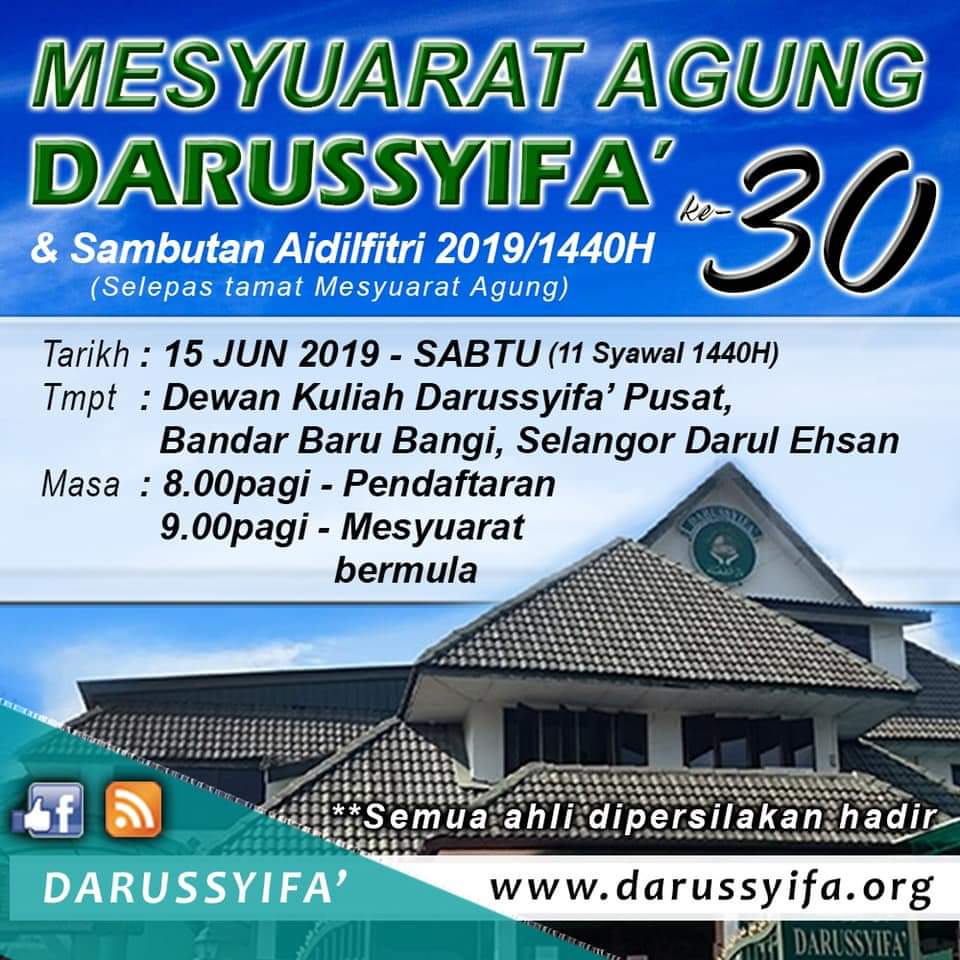 MESYUARAT AGUNG
DARUSSYIFA’ ke-30
& Sambutan Aidilfitri 2019/1440H
(Selepas tamat Mesyuarat Agung)
Tarikh : 15 JUN 2019 - SABTU (11 Syawal 1440H)
Tmpt : Dewan Kuliah Darussyifa’ Pusat,
Bandar Baru Bangi, Selangor Darul Ehsan
Masa : 8.00pagi - Pendaftaran
9.00pagi - Mesyuarat
bermula
DARUSSYIFA'
f
**Semua ahli dipersilakan hadir
DARUSSYIFA’
www.darussyifa.org
DARUSSYIFA'